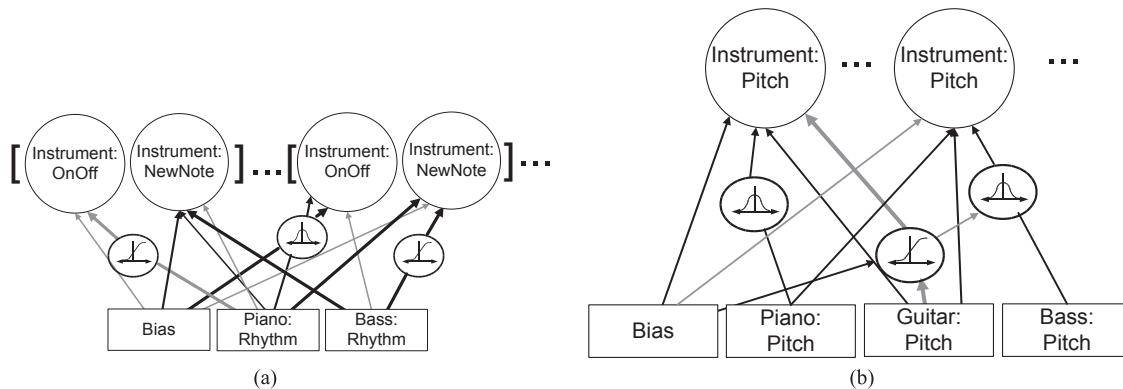 [ Instrument: OnOff
Instrument: NewNote ] ...
[ Instrument: OnOff
Instrument: NewNote ] ...
Bias
Piano: Rhythm
Bass: Rhythm
(a)
Instrument: Pitch
...
Instrument: Pitch
...
Bias
Piano: Pitch
Guitar: Pitch
Bass: Pitch
(b)